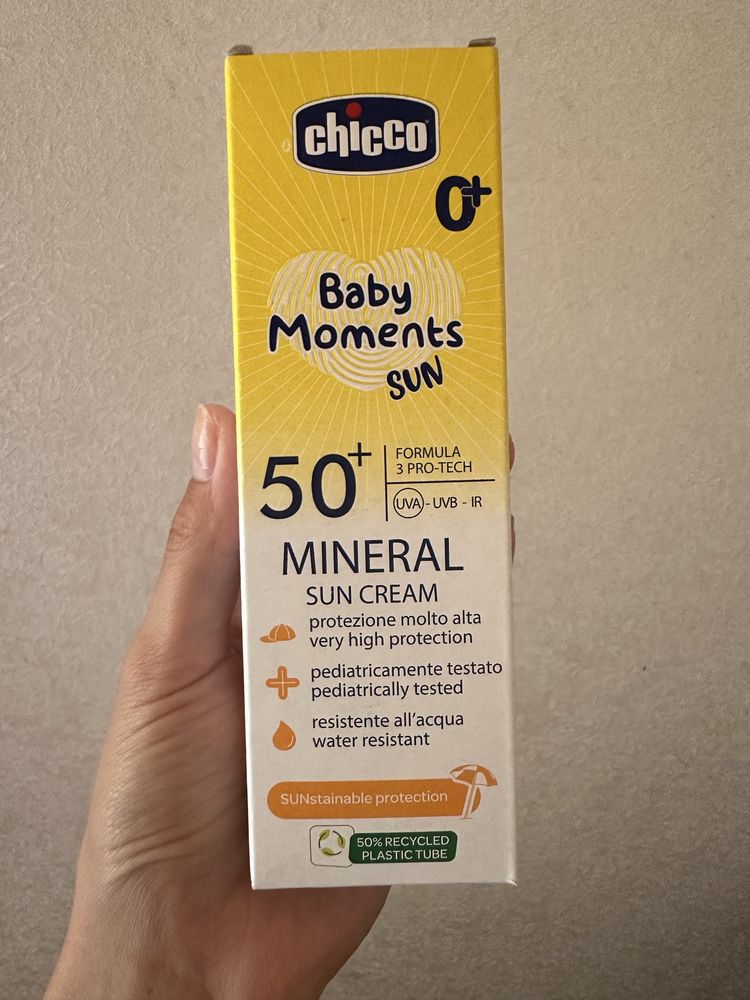 chicco
0+
Baby
Moments
SUN
50+
FORMULA
3 PRO-TECH
UVA - UVB - IR
MINERAL
SUN CREAM
protezione molto alta
very high protection
pediatricamente testato
pediatrically tested
resistente all'acqua
water resistant
SUNstainable protection
50% RECYCLED
PLASTIC TUBE